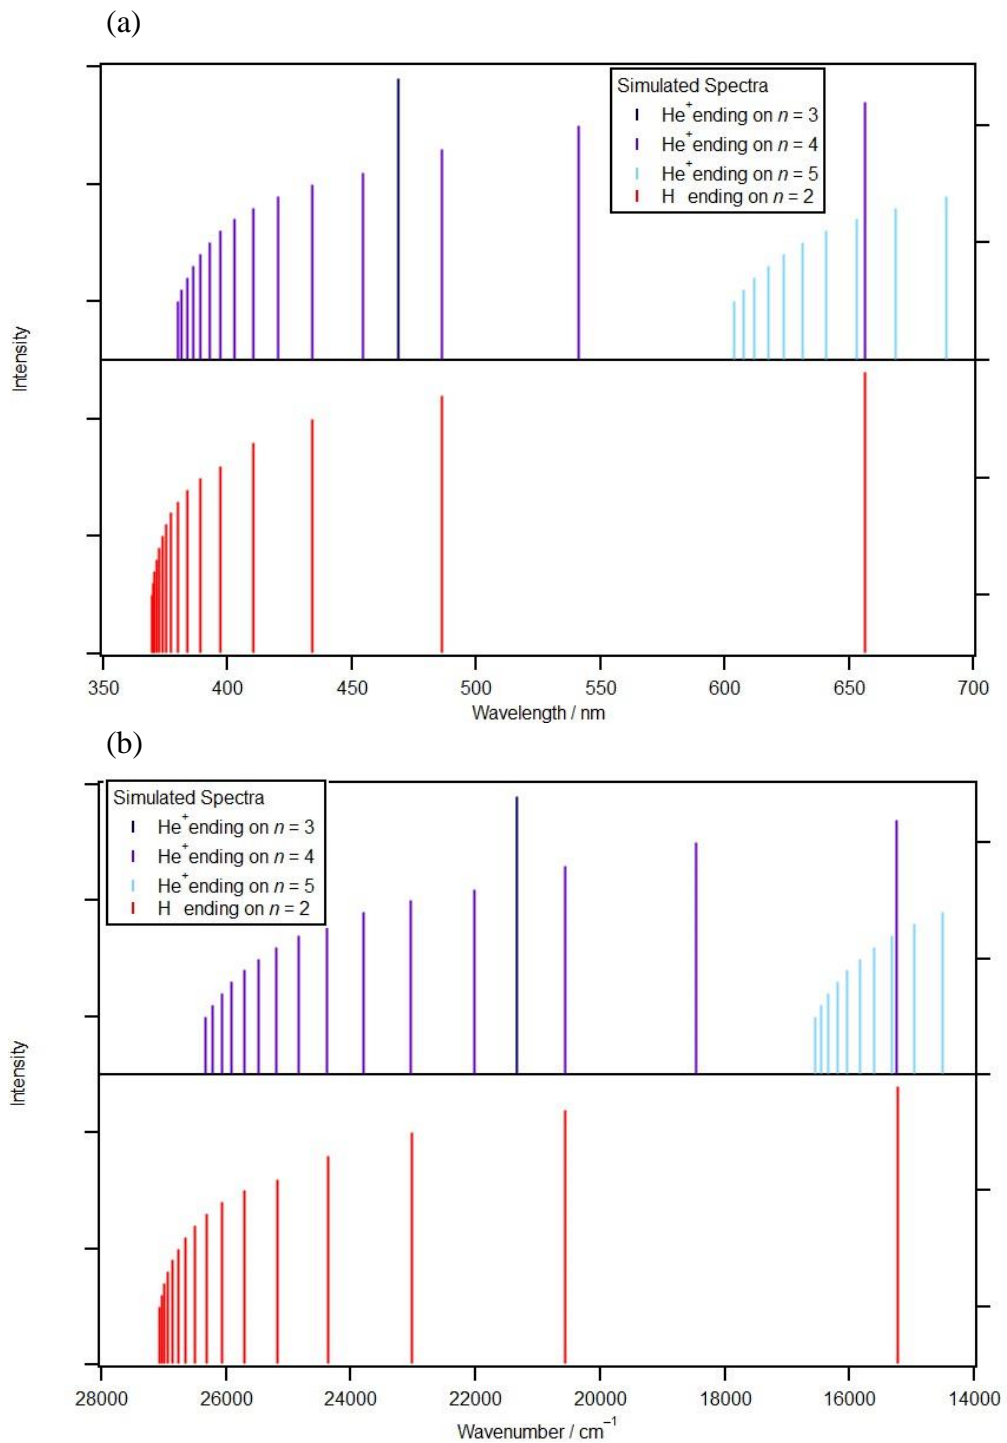 (a)
Simulated Spectra
He+ ending on n = 3
He+ ending on n = 4
He+ ending on n = 5
H ending on n = 2
Intensity
350 400 450 500 550 600 650 700
Wavelength / nm
(b)
Simulated Spectra
He+ ending on n = 3
He+ ending on n = 4
He+ ending on n = 5
H ending on n = 2
Intensity
28000 26000 24000 22000 20000 18000 16000 14000
Wavenumber / cm⁻¹